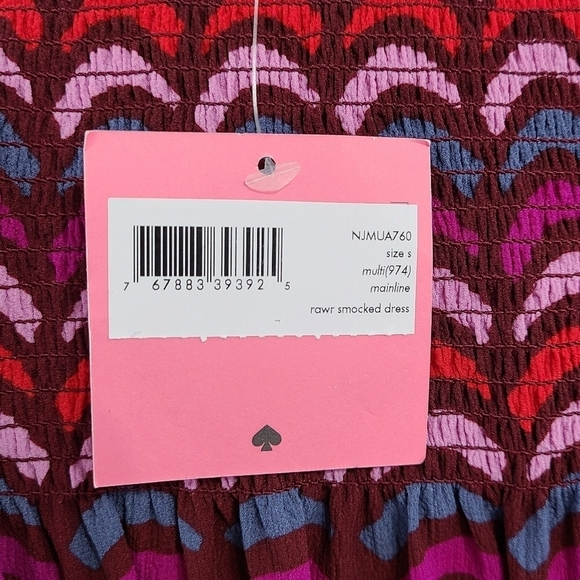 NJMUA760
size s
multi(974)
mainline
rawr smocked dress
7 67883 39392 5